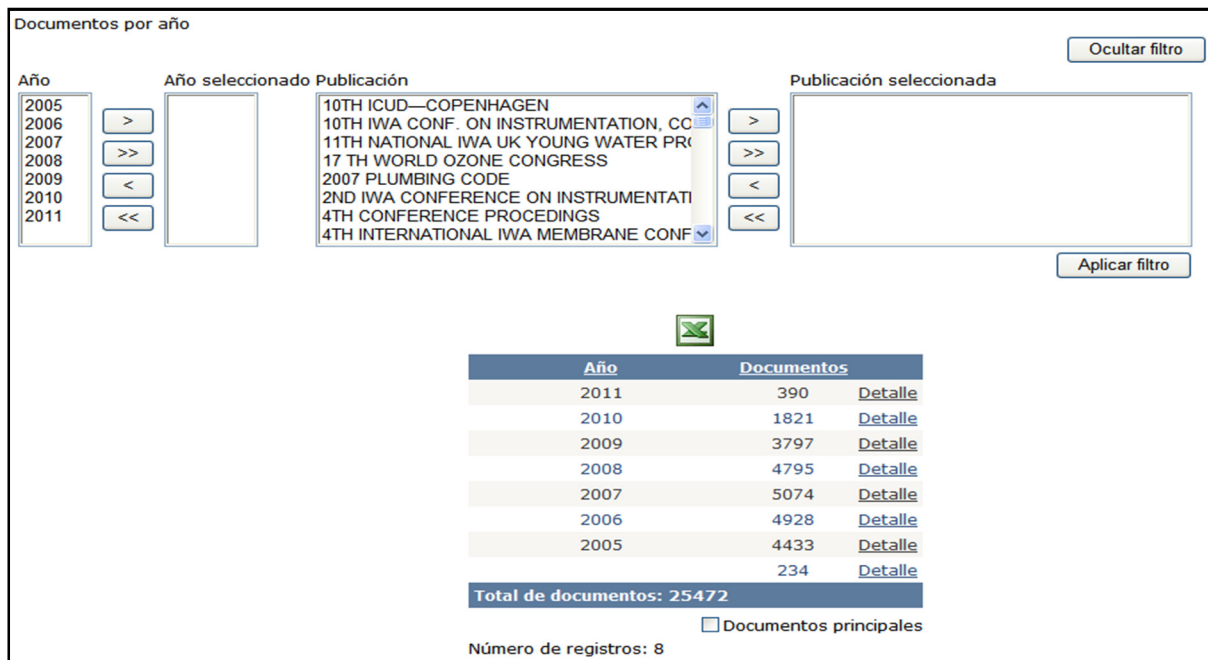 Documentos por año
Ocultar filtro
Año Año seleccionado Publicación Publicación seleccionada
2005
2006
2007
2008
2009
2010
2011
>
>>
<
<<
10TH ICUD—COPENHAGEN
10TH IWA CONF. ON INSTRUMENTATION, CO
11TH NATIONAL IWA UK YOUNG WATER PRO
17 TH WORLD OZONE CONGRESS
2007 PLUMBING CODE
2ND IWA CONFERENCE ON INSTRUMENTATI
4TH CONFERENCE PROCEDINGS
4TH INTERNATIONAL IWA MEMBRANE CONF
>
>>
<
<<
Aplicar filtro
Año Documentos
2011 390 Detalle
2010 1821 Detalle
2009 3797 Detalle
2008 4795 Detalle
2007 5074 Detalle
2006 4928 Detalle
2005 4433 Detalle
234 Detalle
Total de documentos: 25472
Documentos principales
Número de registros: 8